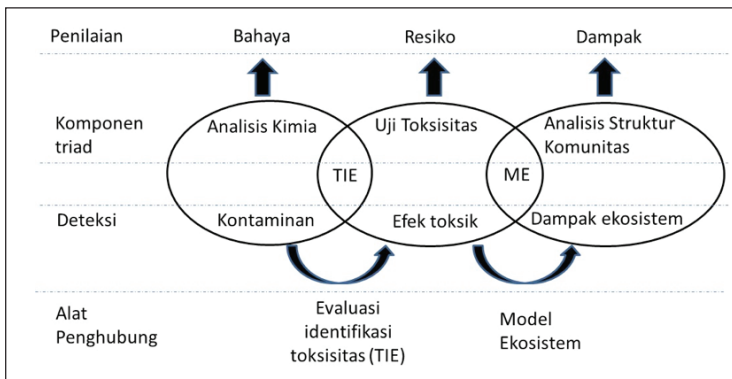 Penilaian Bahaya Resiko Dampak
Komponen triad
Analisis Kimia
Uji Toksisitas
Analisis Struktur
Komunitas
TIE
ME
Deteksi
Kontaminan
Efek toksik
Dampak ekosistem
Alat
Penghubung
Evaluasi
identifikasi
toksisitas (TIE)
Model
Ekosistem